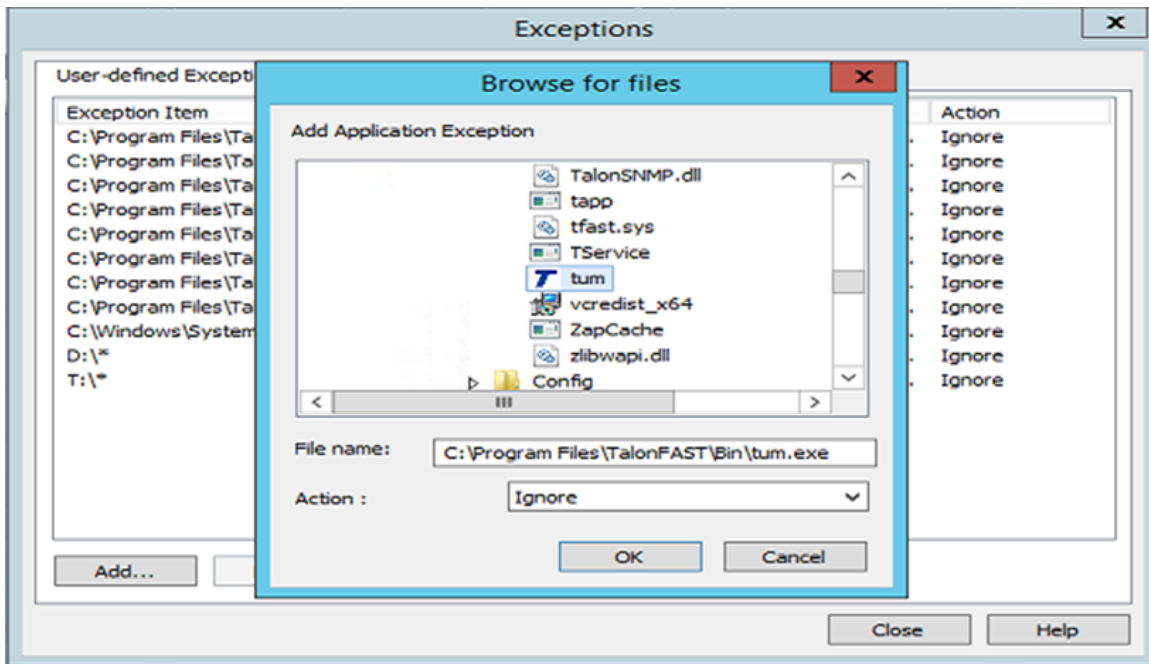 Exceptions
User-defined Excepti
Exception Item
Action
C:\Program Files\Ta
Ignore
C:\Program Files\Ta
Ignore
C:\Program Files\Ta
Ignore
C:\Program Files\Ta
Ignore
C:\Program Files\Ta
Ignore
C:\Program Files\Ta
Ignore
C:\Program Files\Ta
Ignore
C:\Program Files\Ta
Ignore
C:\Windows\System
Ignore
D:\*
Ignore
T:\*
Ignore
Add...
Close
Help
Browse for files
Add Application Exception
TalonSNMP.dll
tapp
tfast.sys
TService
tum
vcredist_x64
ZapCache
zlibwapi.dll
Config
File name:
C:\Program Files\TalonFAST\Bin\tum.exe
Action :
Ignore
OK
Cancel